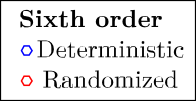 Sixth order
Deterministic
Randomized